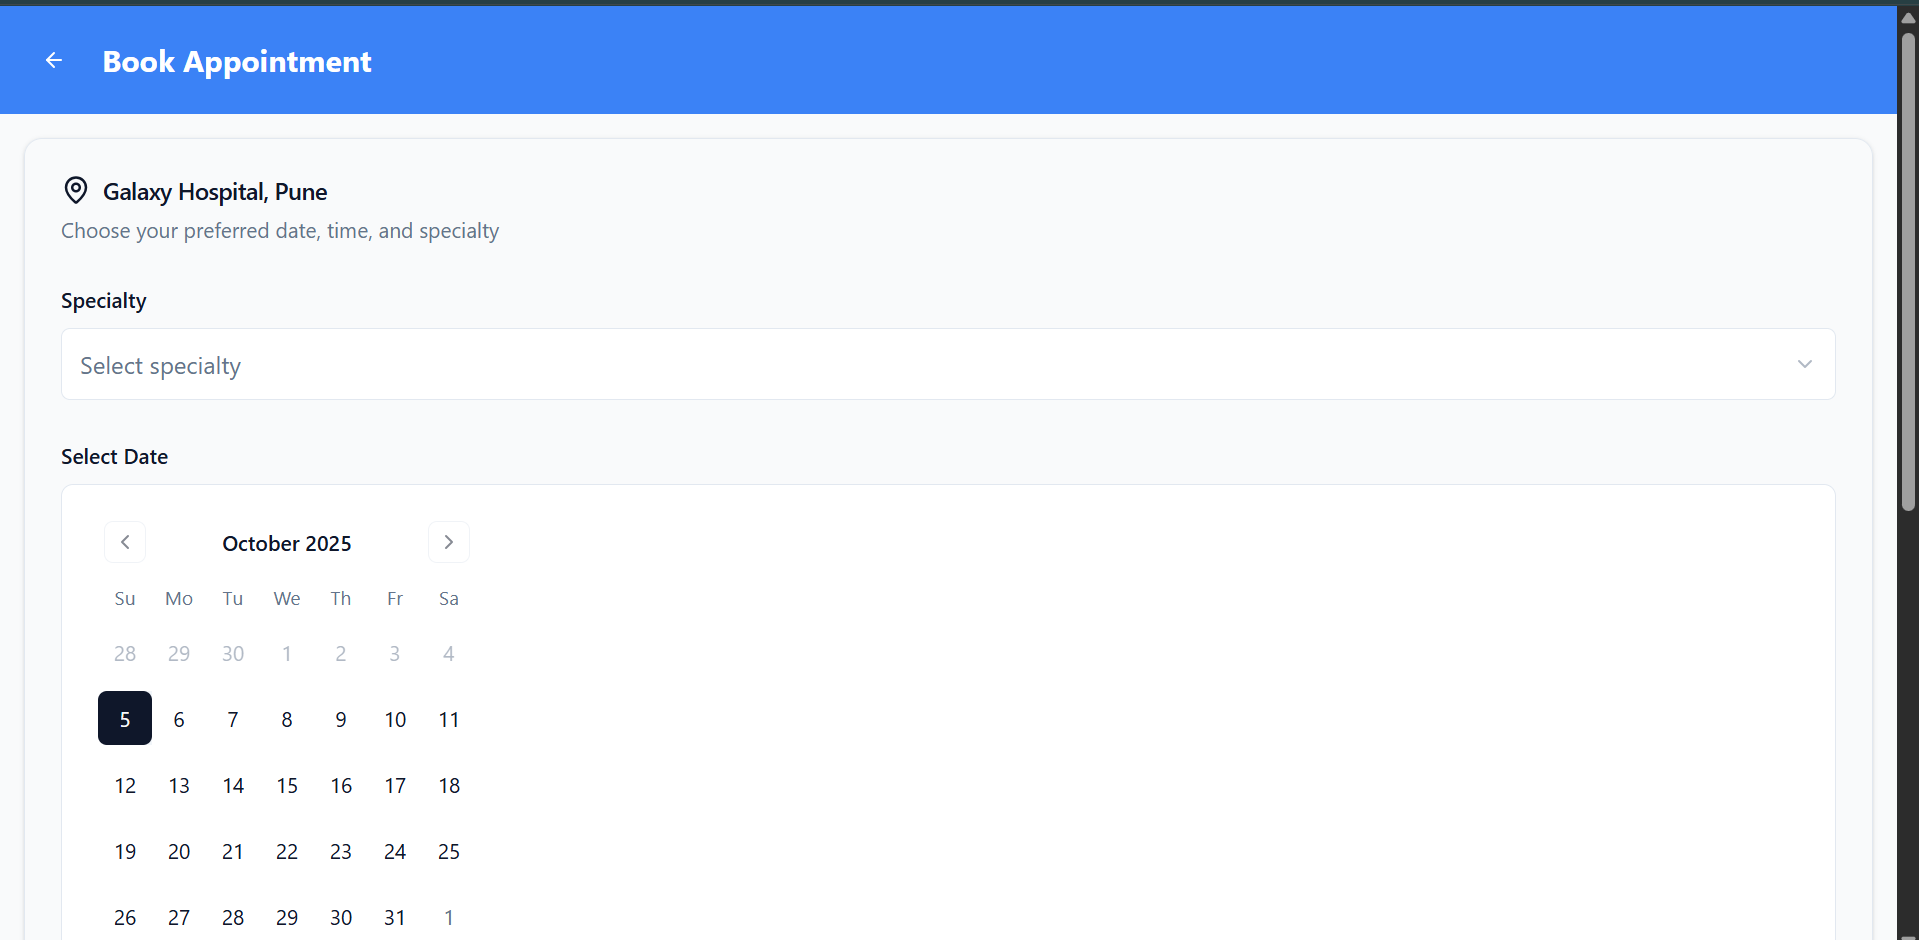 Book Appointment
Galaxy Hospital, Pune
Choose your preferred date, time, and specialty
Specialty
Select specialty
Select Date
October 2025
Su Mo Tu We Th Fr Sa
28 29 30 1 2 3 4
5 6 7 8 9 10 11
12 13 14 15 16 17 18
19 20 21 22 23 24 25
26 27 28 29 30 31 1